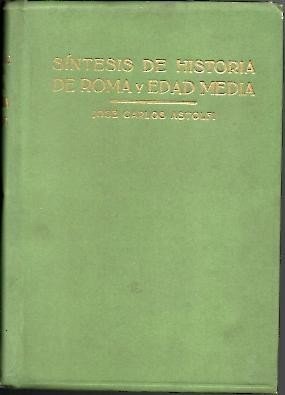 SÍNTESIS DE HISTORIA
DE ROMA Y EDAD MEDIA
JOSÉ CARLOS ASTOLFI